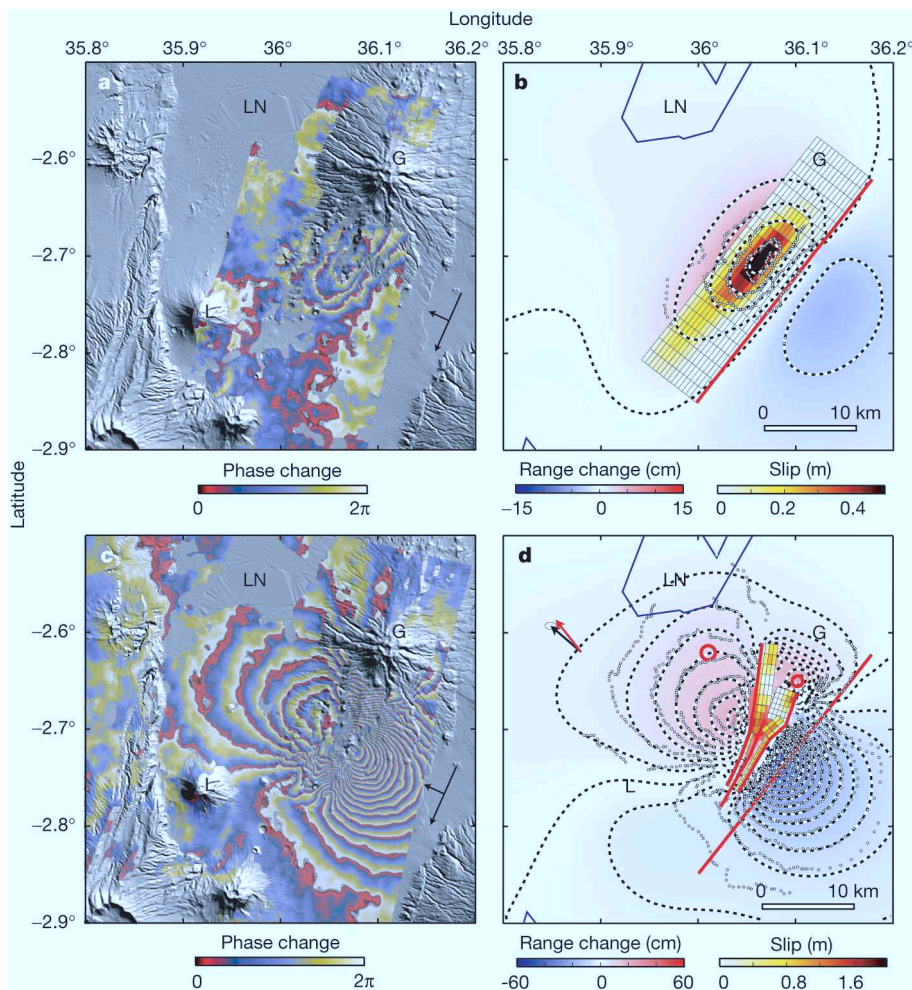 Longitude
35.8° 35.9° 36° 36.1° 36.2° 35.8° 35.9° 36° 36.1° 36.2°
a
LN
G
L
b
LN
G
0 10 km
−2.6°
−2.7°
−2.8°
−2.9°
Phase change
0 2π
Range change (cm)
−15 0 15
Slip (m)
0 0.2 0.4
Latitude
c
LN
G
L
d
LN
G
L
0 10 km
−2.6°
−2.7°
−2.8°
−2.9°
Phase change
0 2π
Range change (cm)
-60 0 60
Slip (m)
0 0.8 1.6